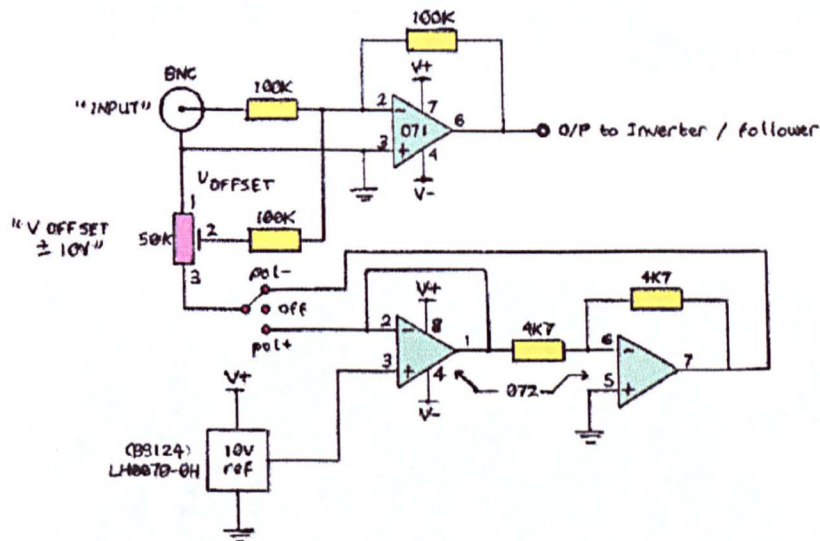 100K
BNC
"INPUT"
100K
V+
2
7
071
6
3
4
V-
O/P to Inverter / follower
1
V OFFSET
"V OFFSET
± 10V"
50K
2
100K
3
pol-
OFF
pol+
V+
2
8
1
3
4
V-
4K7
4K7
6
7
5
072
V+
(BB124)
LH0070-0H
10V
ref